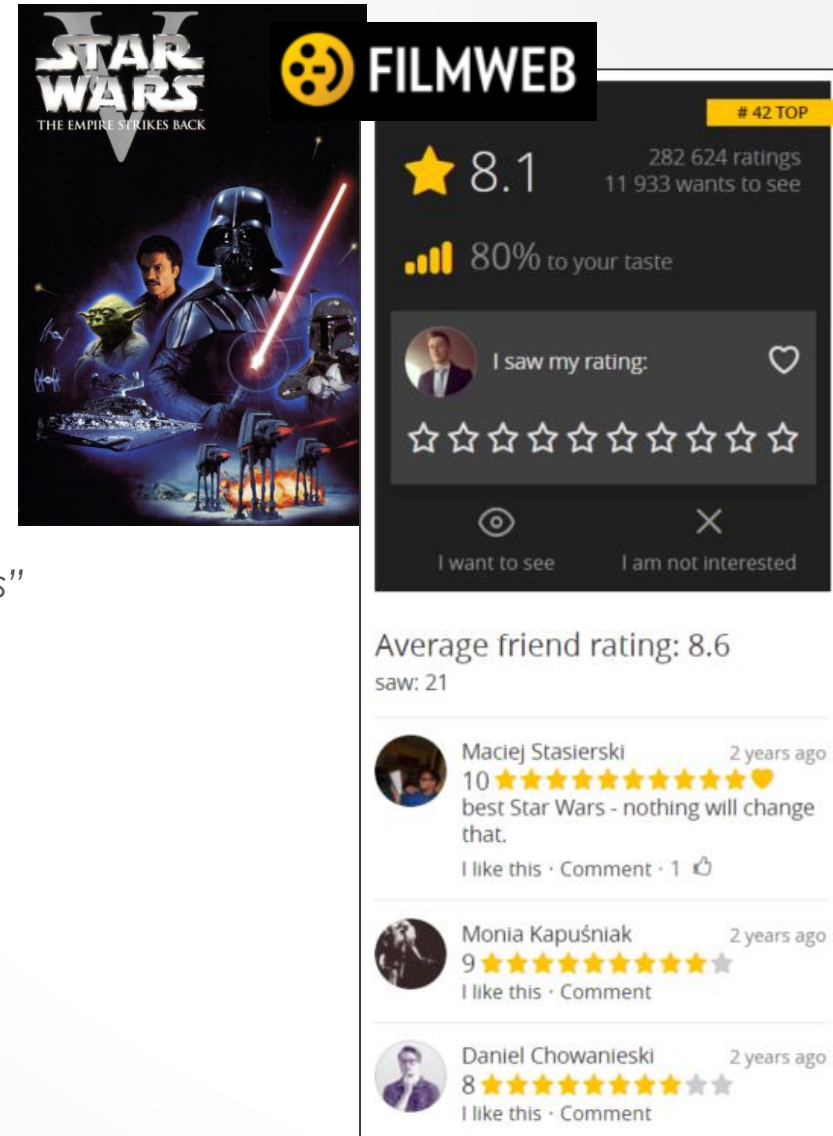 STAR
WARS
V
THE EMPIRE STRIKES BACK
FILMWEB
# 42 TOP
8.1
282 624 ratings
11 933 wants to see
80% to your taste
I saw my rating:
I want to see
I am not interested
s”
Average friend rating: 8.6
saw: 21
Maciej Stasierski
2 years ago
10
best Star Wars - nothing will change
that.
I like this · Comment · 1
Monia Kapuśniak
2 years ago
9
I like this · Comment
Daniel Chowanieski
2 years ago
8
I like this · Comment